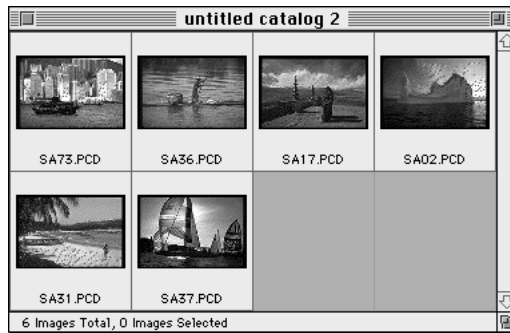 untitled catalog 2
SA73.PCD
SA36.PCD
SA17.PCD
SA02.PCD
SA31.PCD
SA37.PCD
6 Images Total, 0 Images Selected